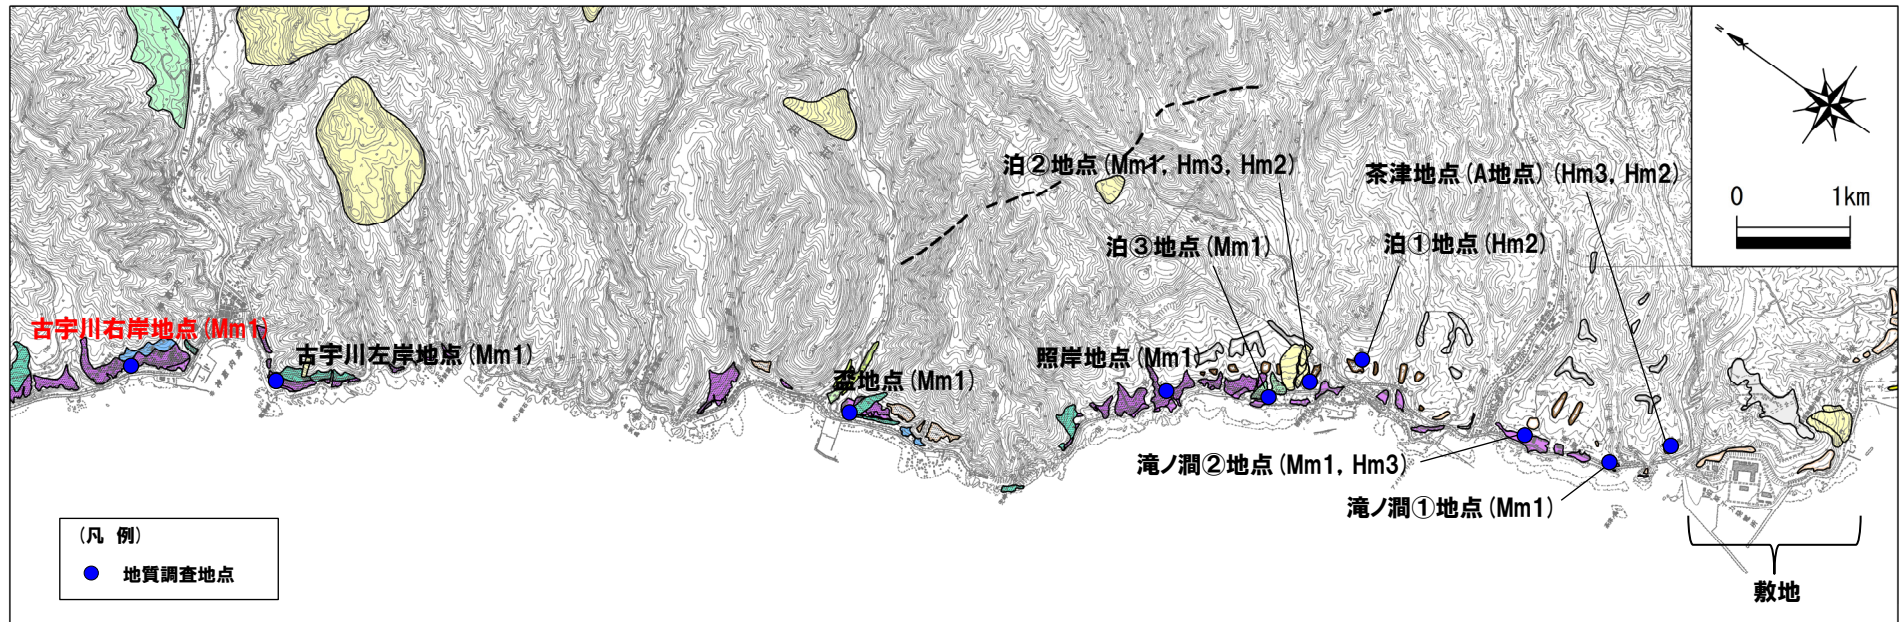 N
0 1km
泊②地点(Mm1, Hm3, Hm2)
茶津地点(A地点)(Hm3, Hm2)
泊③地点(Mm1)
泊①地点(Hm2)
古宇川右岸地点(Mm1)
古宇川左岸地点(Mm1)
盃地点(Mm1)
照岸地点(Mm1)
滝ノ澗②地点(Mm1, Hm3)
滝ノ澗①地点(Mm1)
敷地
(凡 例)
地質調査地点